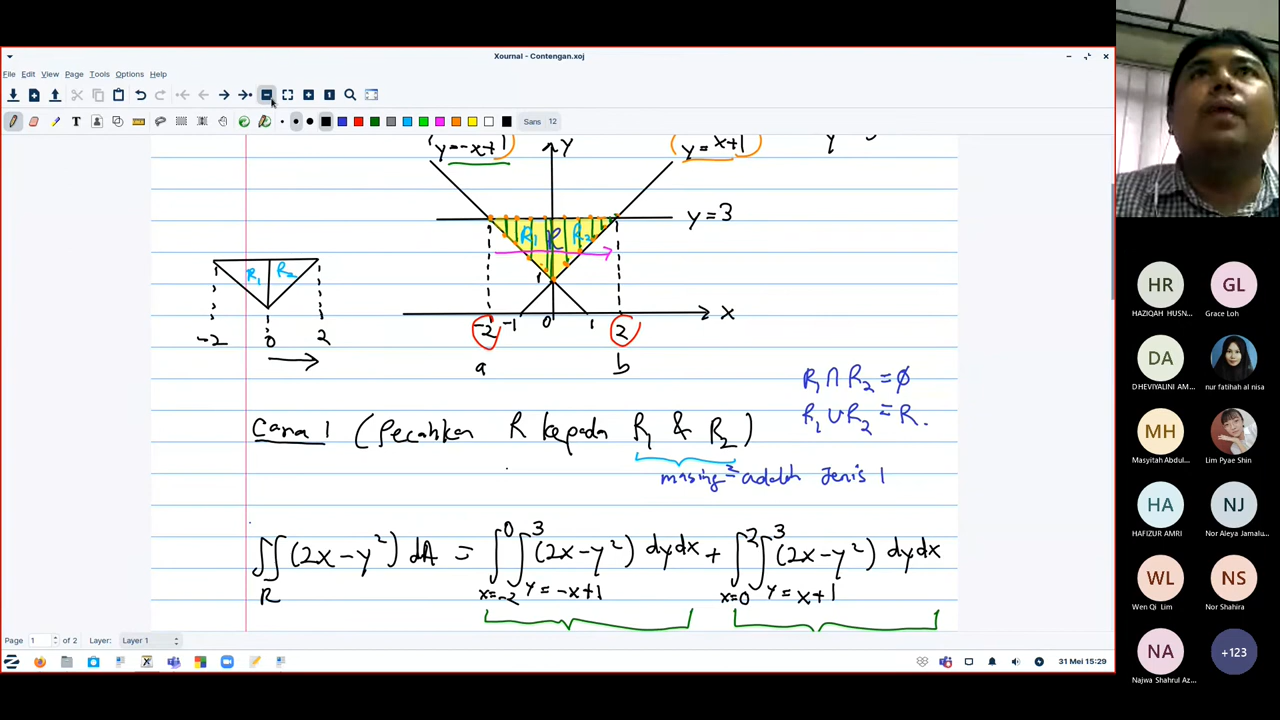 Xournal - Contengan.xoj
File Edit View Page Tools Options Help
Sans 12
y=-x+1
y
y=x+1
y
y=3
R1 R R2
R1 R2
1
-2 -1 0 1 2 x
-2 0 2
a b
R1 ∩ R2 = ∅
R1 ∪ R2 = R.
Cara 1 (Pecahkan R kepada R1 & R2)
masing² adalah Jenis 1
∬R (2x-y²) dA = ∫x=-2^0 ∫y=-x+1^3 (2x-y²) dydx + ∫x=0^2 ∫y=x+1^3 (2x-y²) dydx
Page 1 of 2 Layer: Layer 1
31 Mei 15:29
HR GL
HAZIQAH HUSN... Grace Loh
DA
DHEVIYALINI AM... nur fatihah al nisa
MH
Masyitah Abdul... Lim Pyae Shin
HA NJ
HAFIZUR AMRI Nor Aleya Jamalu...
WL NS
Wen Qi Lim Nor Shahira
NA +123
Najwa Shahrul Az...